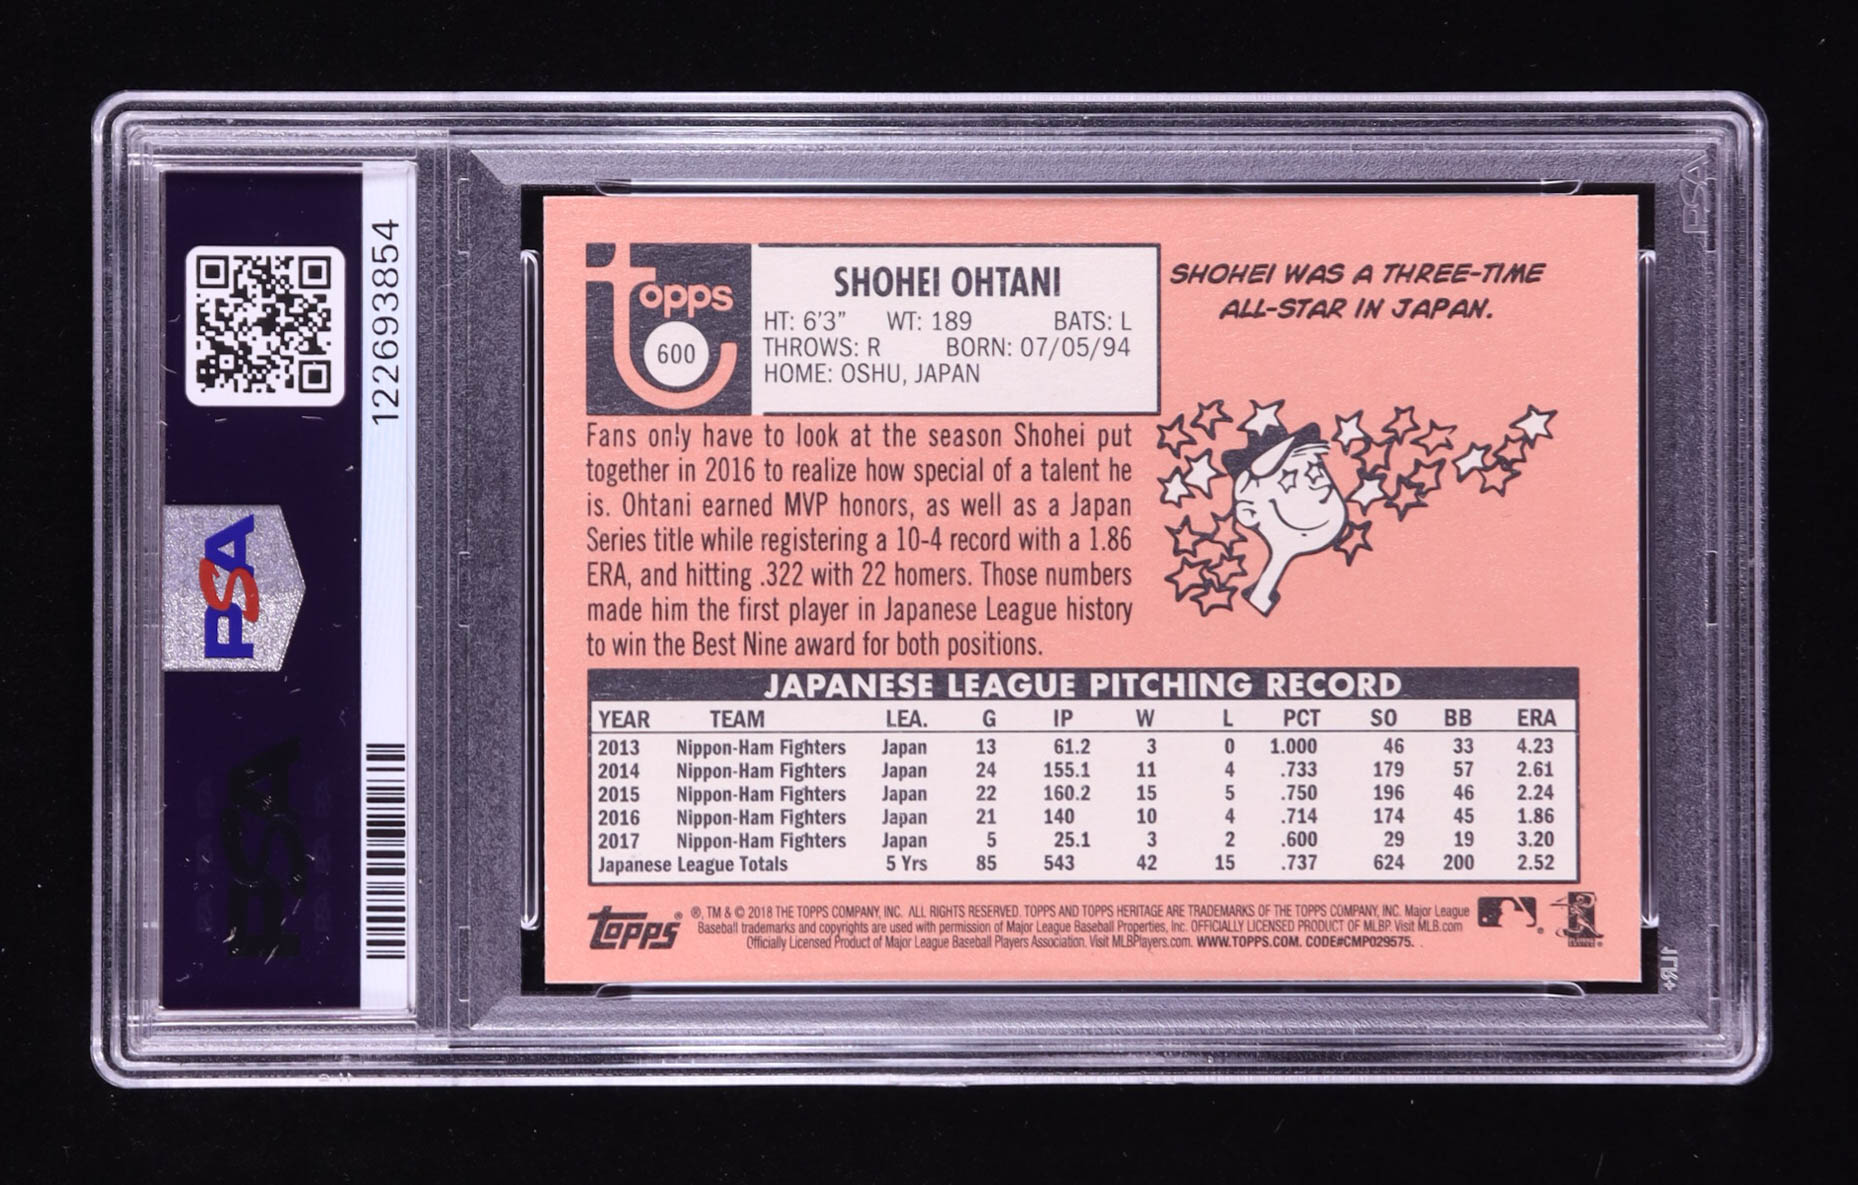 122693854
PSA
PSA
PSA
topps
600
SHOHEI OHTANI
HT: 6'3" WT: 189 BATS: L
THROWS: R BORN: 07/05/94
HOME: OSHU, JAPAN
SHOHEI WAS A THREE-TIME
ALL-STAR IN JAPAN.
Fans only have to look at the season Shohei put
together in 2016 to realize how special of a talent he
is. Ohtani earned MVP honors, as well as a Japan
Series title while registering a 10-4 record with a 1.86
ERA, and hitting .322 with 22 homers. Those numbers
made him the first player in Japanese League history
to win the Best Nine award for both positions.
JAPANESE LEAGUE PITCHING RECORD
YEAR TEAM LEA. G IP W L PCT SO BB ERA
2013 Nippon-Ham Fighters Japan 13 61.2 3 0 1.000 46 33 4.23
2014 Nippon-Ham Fighters Japan 24 155.1 11 4 .733 179 57 2.61
2015 Nippon-Ham Fighters Japan 22 160.2 15 5 .750 196 46 2.24
2016 Nippon-Ham Fighters Japan 21 140 10 4 .714 174 45 1.86
2017 Nippon-Ham Fighters Japan 5 25.1 3 2 .600 29 19 3.20
Japanese League Totals 5 Yrs 85 543 42 15 .737 624 200 2.52
topps®
®, TM & © 2018 THE TOPPS COMPANY, INC. ALL RIGHTS RESERVED. TOPPS AND TOPPS HERITAGE ARE TRADEMARKS OF THE TOPPS COMPANY, INC. Major League
Baseball trademarks and copyrights are used with permission of Major League Baseball Properties, Inc. OFFICIALLY LICENSED PRODUCT OF MLBP. Visit MLB.com
Officially Licensed Product of Major League Baseball Players Association. Visit MLBPlayers.com. WWW.TOPPS.COM. CODE#CMP029575.